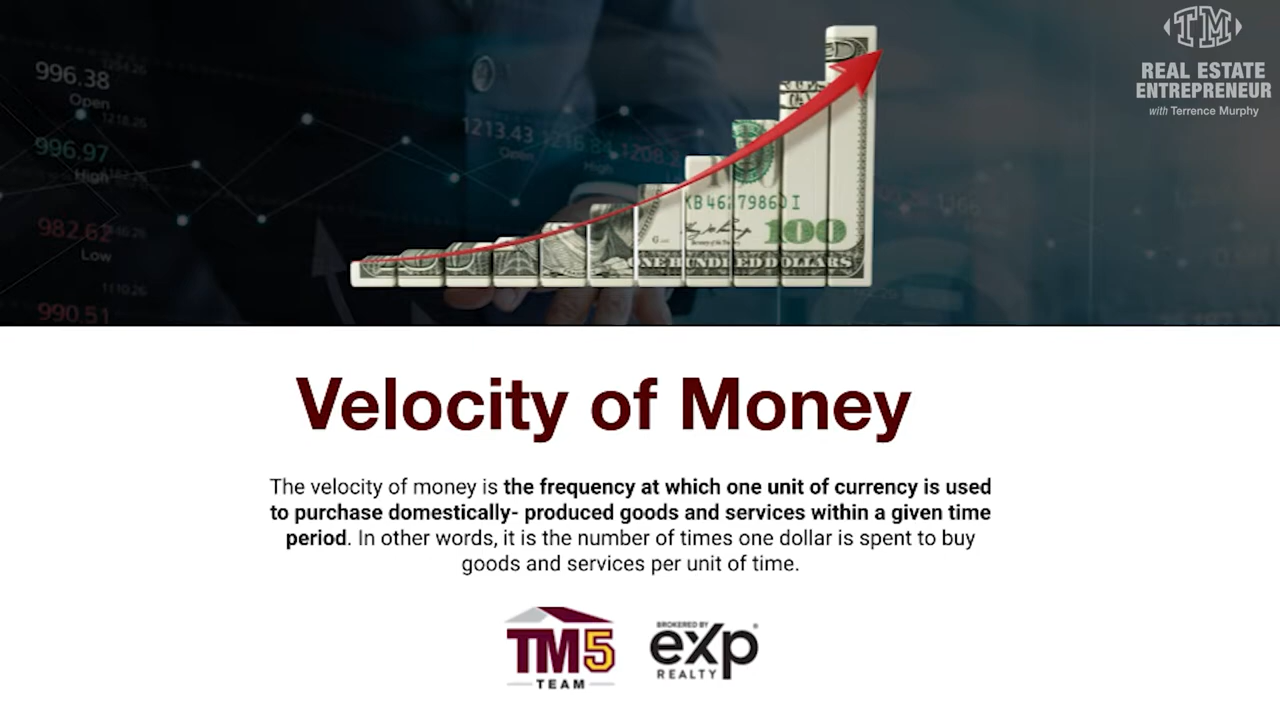 TM
REAL ESTATE
ENTREPRENEUR
with Terrence Murphy
996.38
Open
996.97
High
982.62
Low
990.51
1213.43
Open
High
100
ONE HUNDRED DOLLARS
Velocity of Money
The velocity of money is the frequency at which one unit of currency is used
to purchase domestically- produced goods and services within a given time
period. In other words, it is the number of times one dollar is spent to buy
goods and services per unit of time.
TM5
TEAM
BROKERED BY
eXp
REALTY